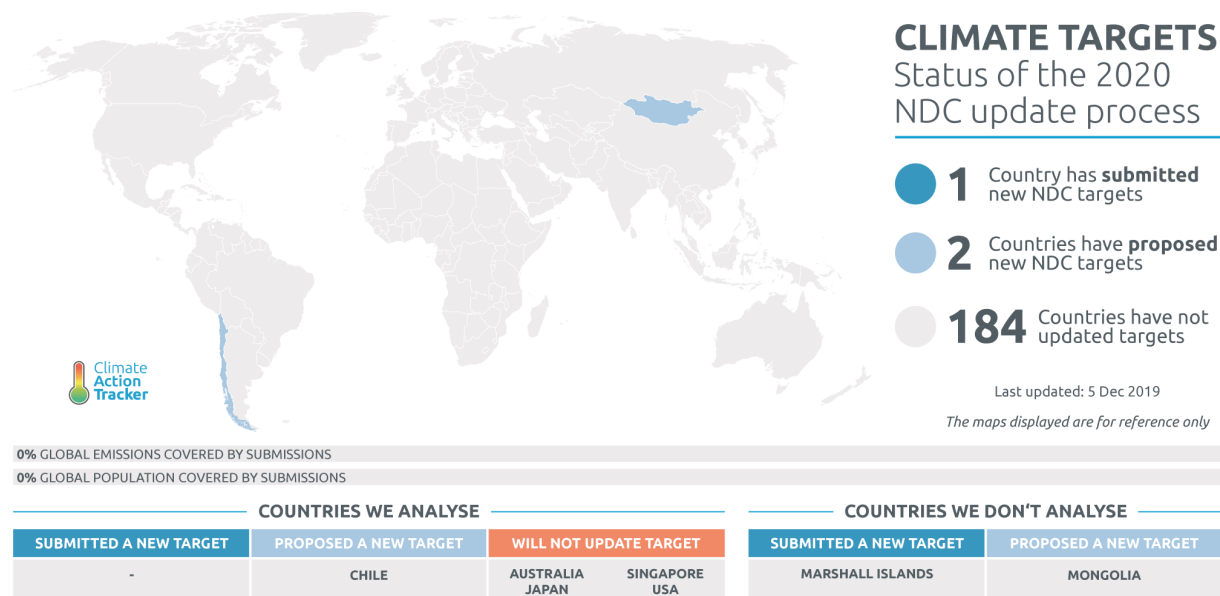 CLIMATE TARGETS
Status of the 2020
NDC update process
1 Country has submitted
new NDC targets
2 Countries have proposed
new NDC targets
184 Countries have not
updated targets
Climate
Action
Tracker
Last updated: 5 Dec 2019
The maps displayed are for reference only
0% GLOBAL EMISSIONS COVERED BY SUBMISSIONS
0% GLOBAL POPULATION COVERED BY SUBMISSIONS
COUNTRIES WE ANALYSE
SUBMITTED A NEW TARGET
PROPOSED A NEW TARGET
WILL NOT UPDATE TARGET
-
CHILE
AUSTRALIA
JAPAN
SINGAPORE
USA
COUNTRIES WE DON‘T ANALYSE
SUBMITTED A NEW TARGET
PROPOSED A NEW TARGET
MARSHALL ISLANDS
MONGOLIA